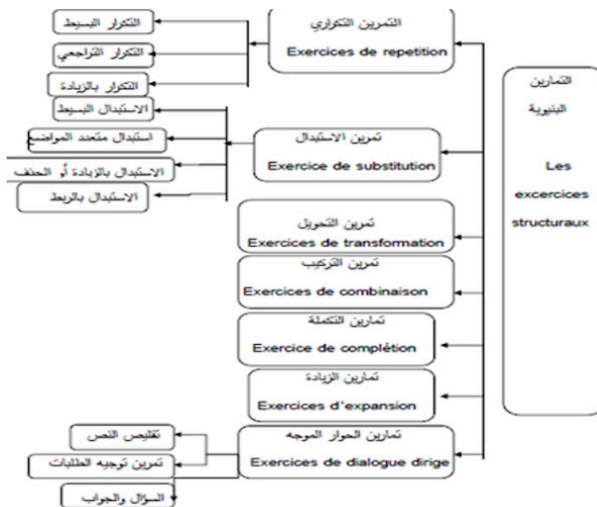 التمارين
البنيوية
Les
excercices
structuraux
التمرين التكراري
Exercices de repetition
التكرار البسيط
التكرار التراجعي
التكرار بالزيادة
تمرين الاستبدال
Exercice de substitution
الاستبدال البسيط
استبدال متعدد المواضع
الاستبدال بالزيادة أو الحذف
الاستبدال بالربط
تمرين التحويل
Exercices de transformation
تمرين التركيب
Exercices de combinaison
تمارين التكملة
Exercice de complétion
تمارين الزيادة
Exercices d'expansion
تمارين الحوار الموجه
Exercices de dialogue dirige
تقليص النص
تمرين توجيه الطلبات
السؤال والجواب